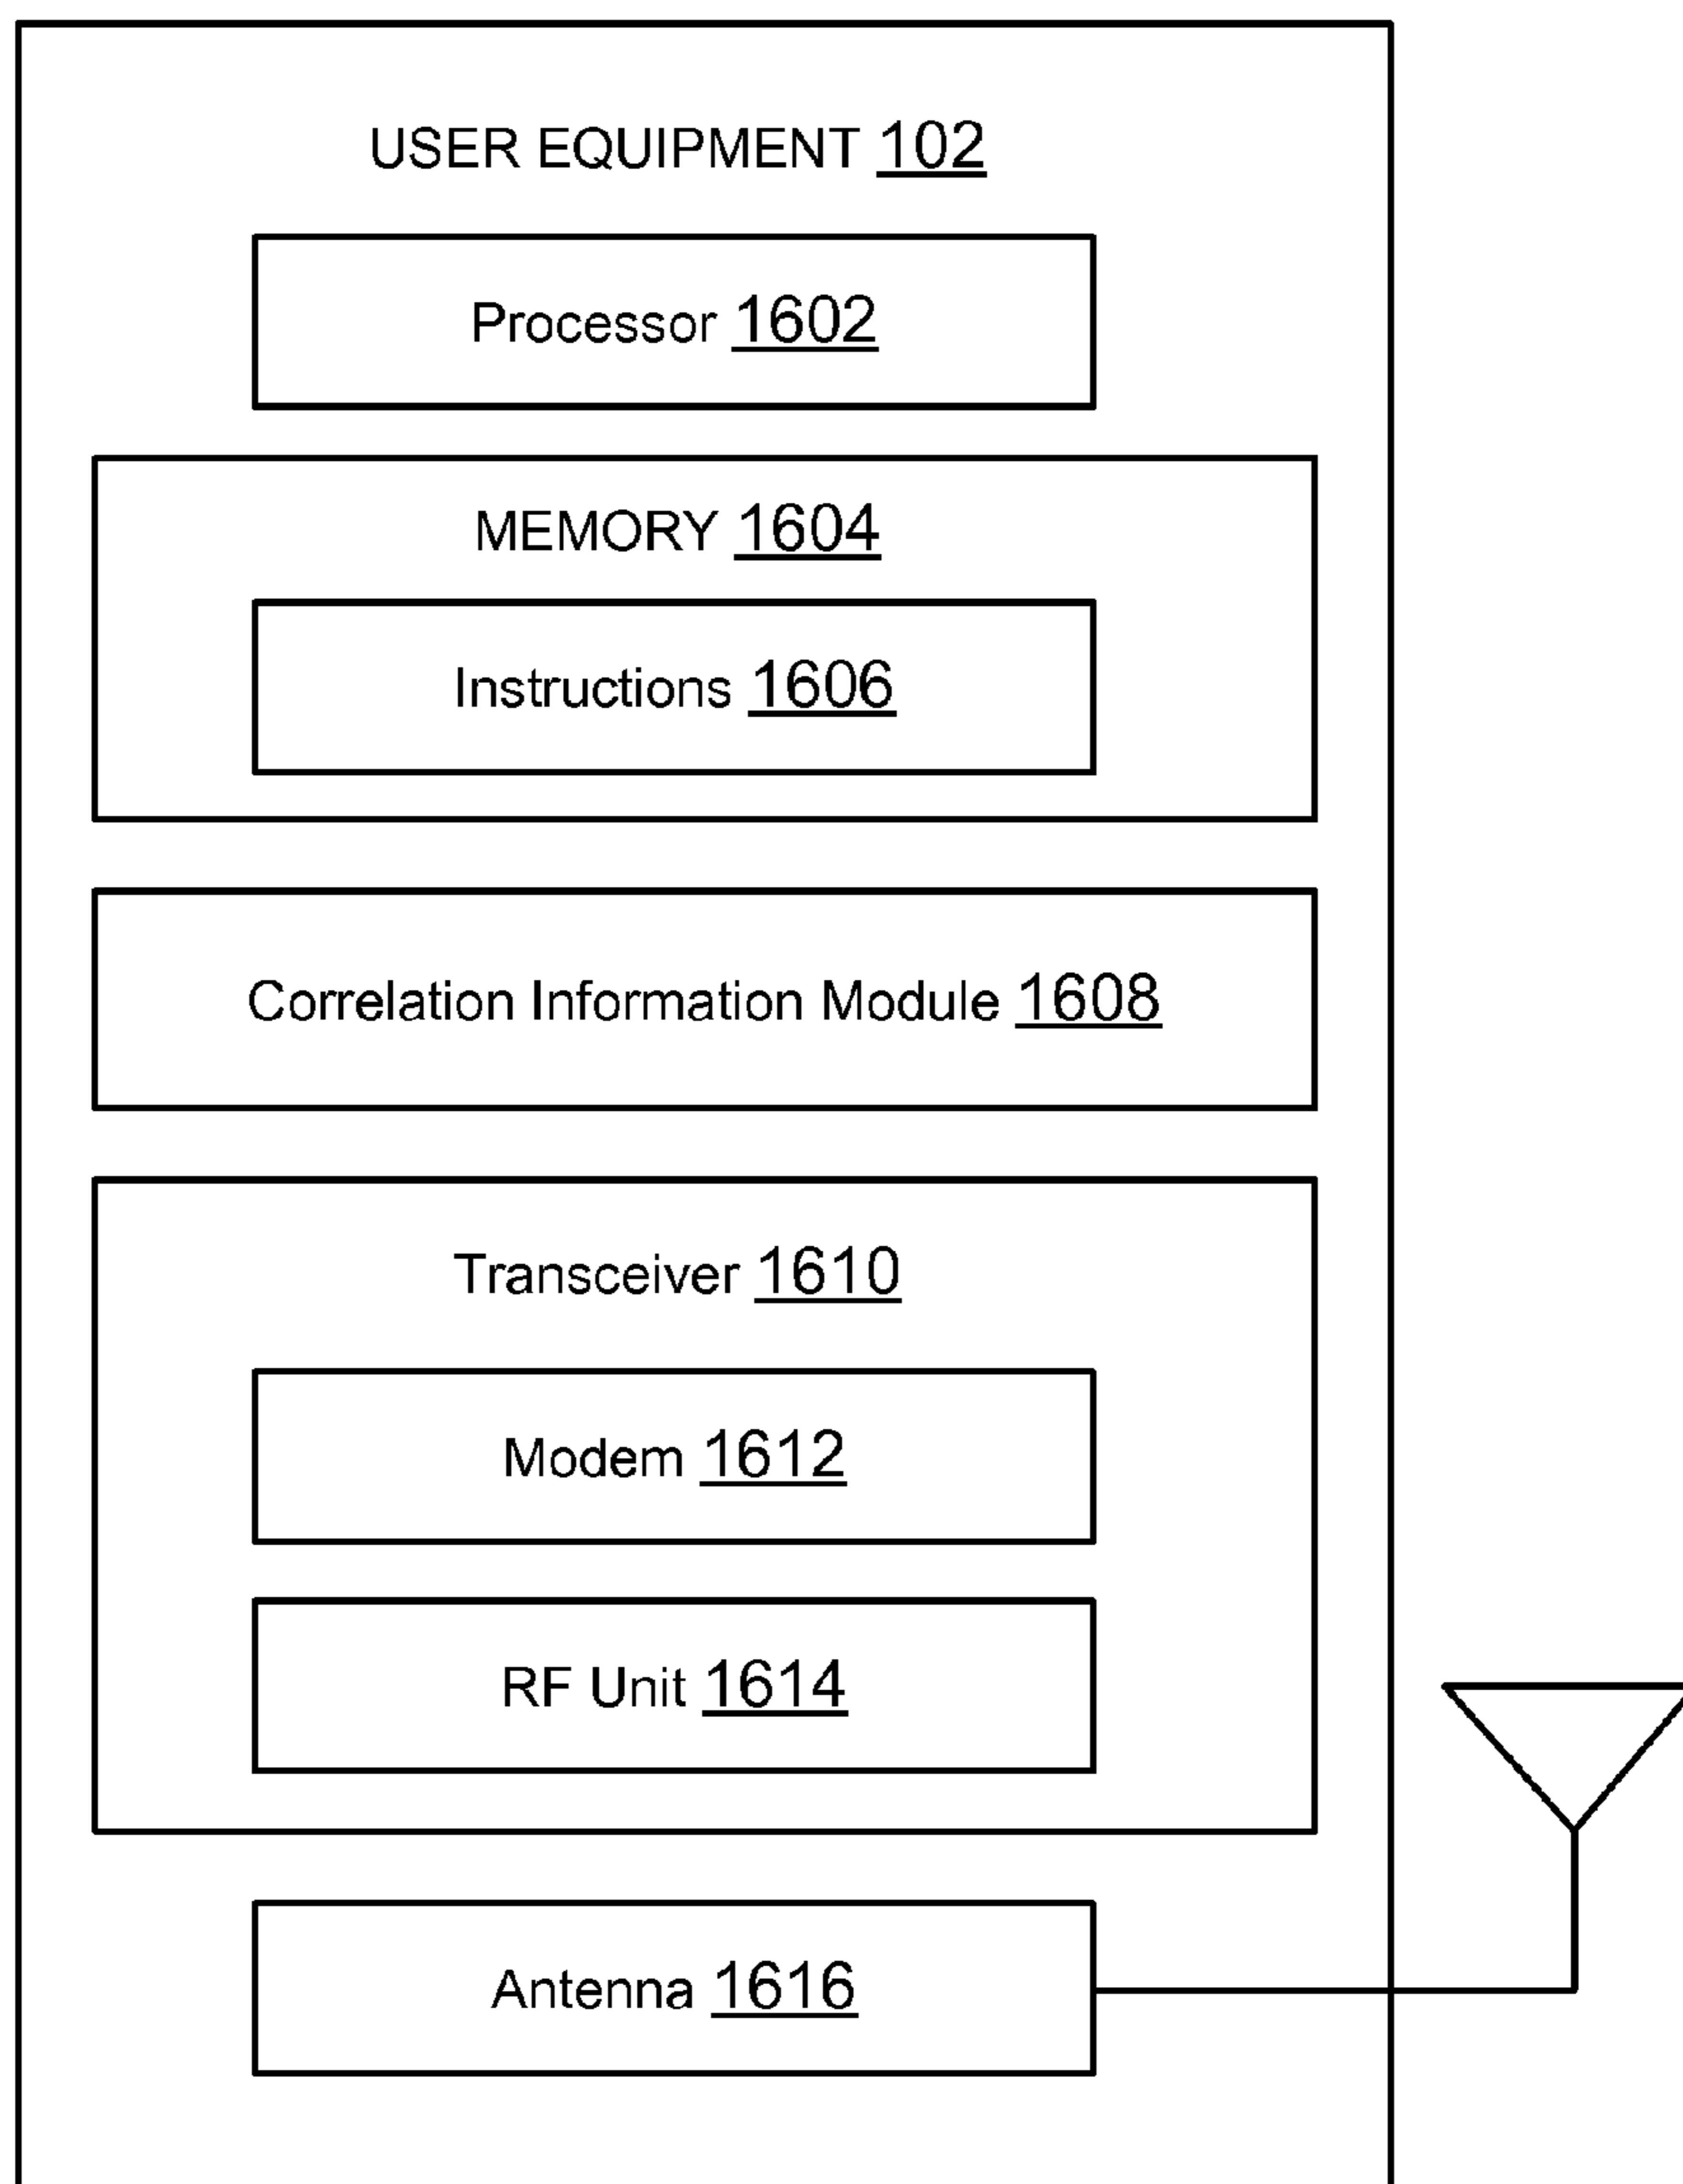 USER EQUIPMENT 102
Processor 1602
MEMORY 1604
Instructions 1606
Correlation Information Module 1608
Transceiver 1610
Modem 1612
RF Unit 1614
Antenna 1616